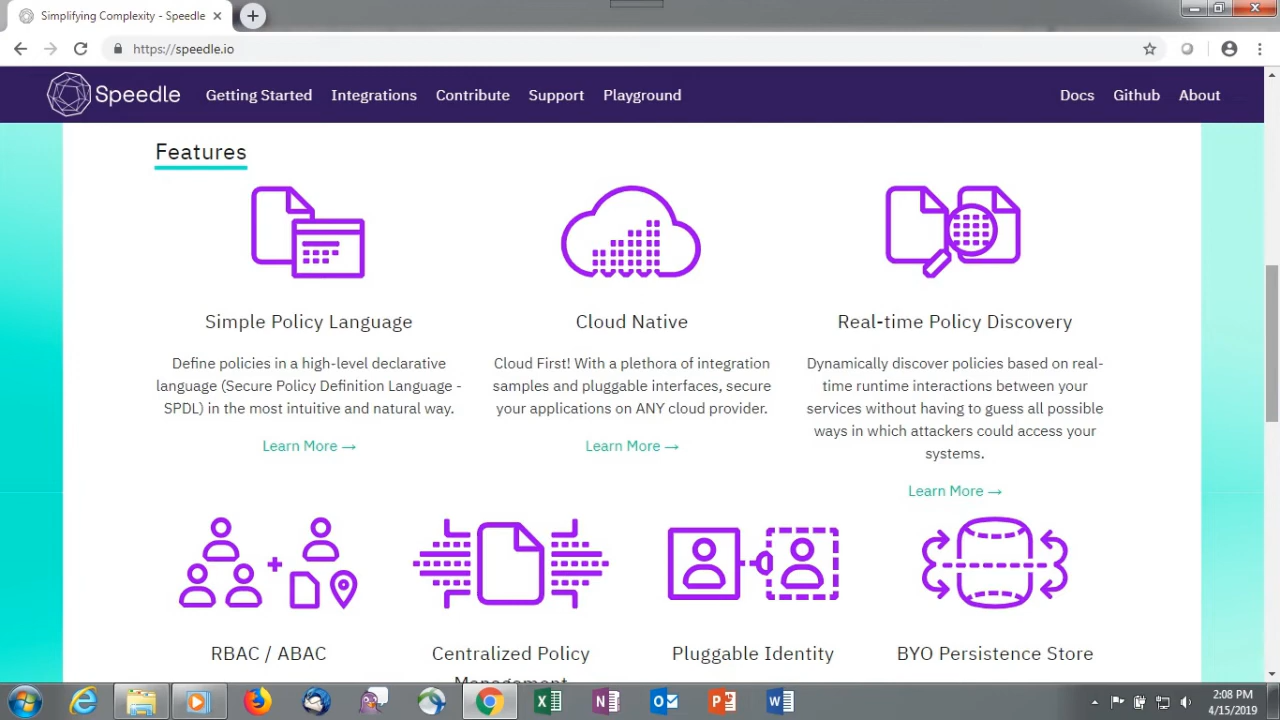 Simplifying Complexity - Speedle
https://speedle.io
Speedle Getting Started Integrations Contribute Support Playground Docs Github About
Features
Simple Policy Language
Define policies in a high-level declarative
language (Secure Policy Definition Language -
SPDL) in the most intuitive and natural way.
Learn More →
Cloud Native
Cloud First! With a plethora of integration
samples and pluggable interfaces, secure
your applications on ANY cloud provider.
Learn More →
Real-time Policy Discovery
Dynamically discover policies based on real-
time runtime interactions between your
services without having to guess all possible
ways in which attackers could access your
systems.
Learn More →
RBAC / ABAC
Centralized Policy
Management
Pluggable Identity
BYO Persistence Store
2:08 PM
4/15/2019